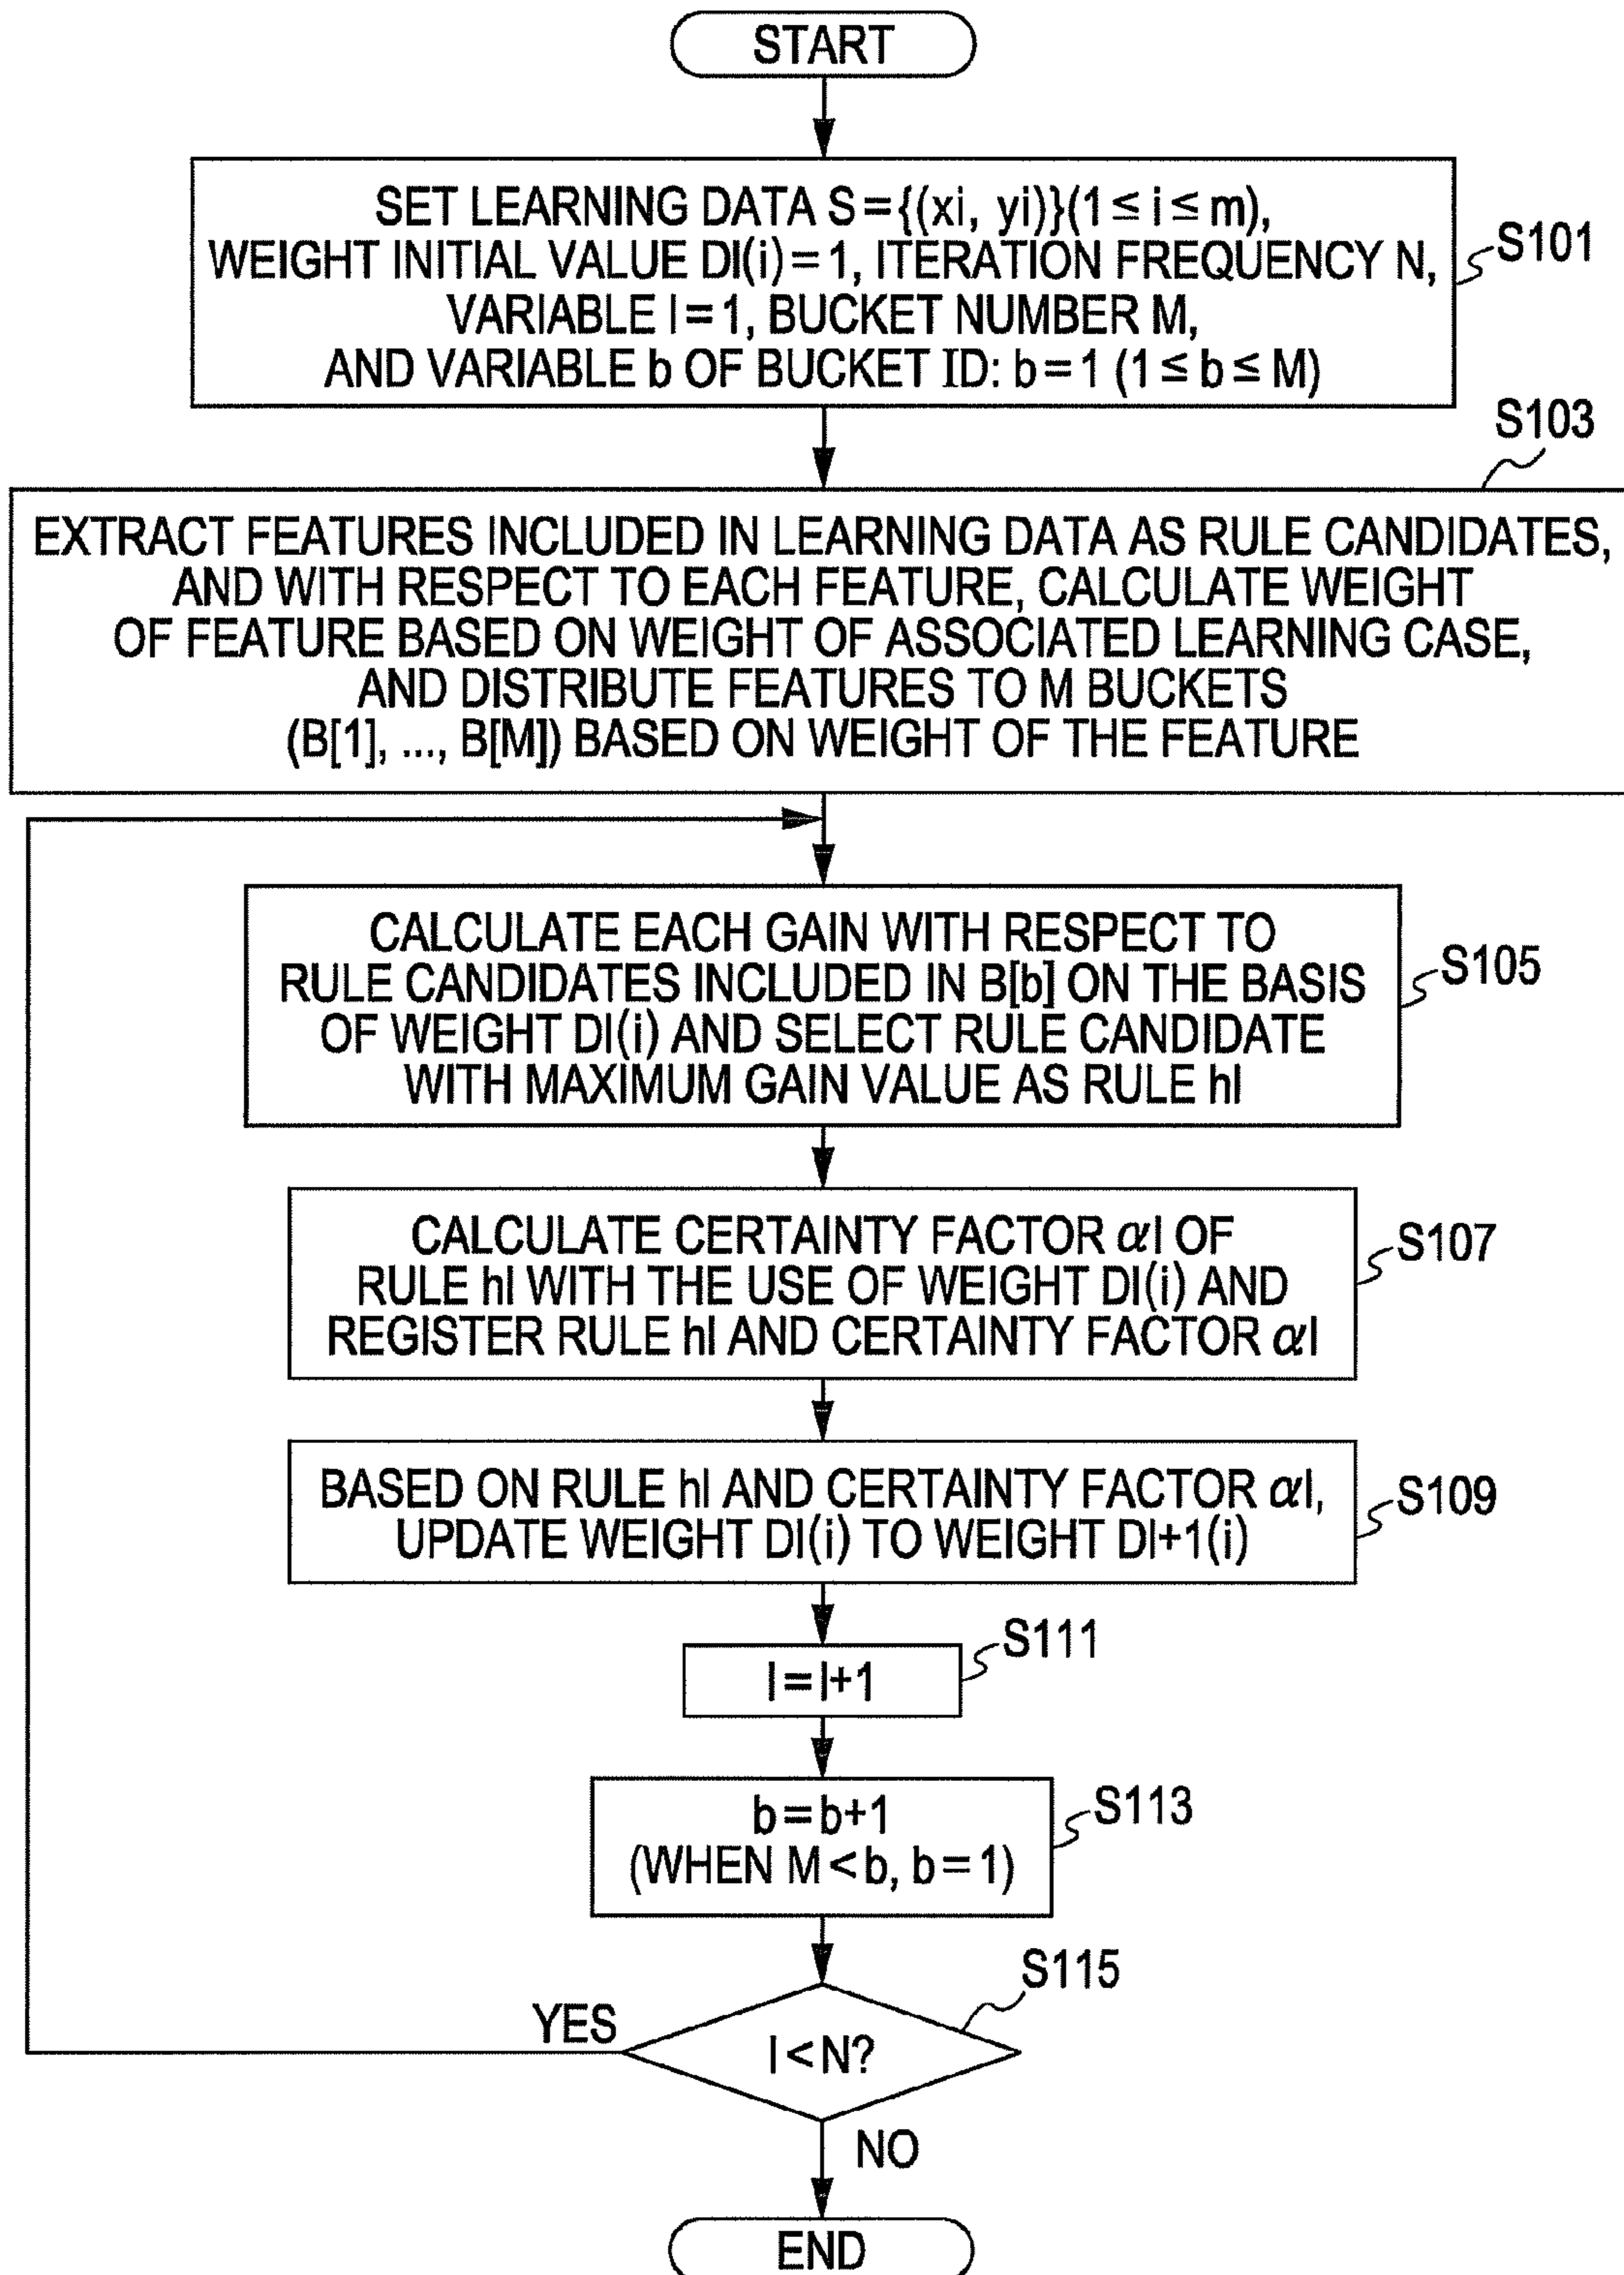 START
SET LEARNING DATA S={(xi, yi)}(1≤i≤m),
WEIGHT INITIAL VALUE Dl(i)=1, ITERATION FREQUENCY N,
VARIABLE l=1, BUCKET NUMBER M,
AND VARIABLE b OF BUCKET ID: b=1 (1≤b≤M)
S101
S103
EXTRACT FEATURES INCLUDED IN LEARNING DATA AS RULE CANDIDATES,
AND WITH RESPECT TO EACH FEATURE, CALCULATE WEIGHT
OF FEATURE BASED ON WEIGHT OF ASSOCIATED LEARNING CASE,
AND DISTRIBUTE FEATURES TO M BUCKETS
(B[1], ..., B[M]) BASED ON WEIGHT OF THE FEATURE
CALCULATE EACH GAIN WITH RESPECT TO
RULE CANDIDATES INCLUDED IN B[b] ON THE BASIS
OF WEIGHT Dl(i) AND SELECT RULE CANDIDATE
WITH MAXIMUM GAIN VALUE AS RULE hl
S105
CALCULATE CERTAINTY FACTOR αl OF
RULE hl WITH THE USE OF WEIGHT Dl(i) AND
REGISTER RULE hl AND CERTAINTY FACTOR αl
S107
BASED ON RULE hl AND CERTAINTY FACTOR αl,
UPDATE WEIGHT Dl(i) TO WEIGHT Dl+1(i)
S109
l=l+1
S111
b=b+1
(WHEN M<b, b=1)
S113
S115
YES
l<N?
NO
END